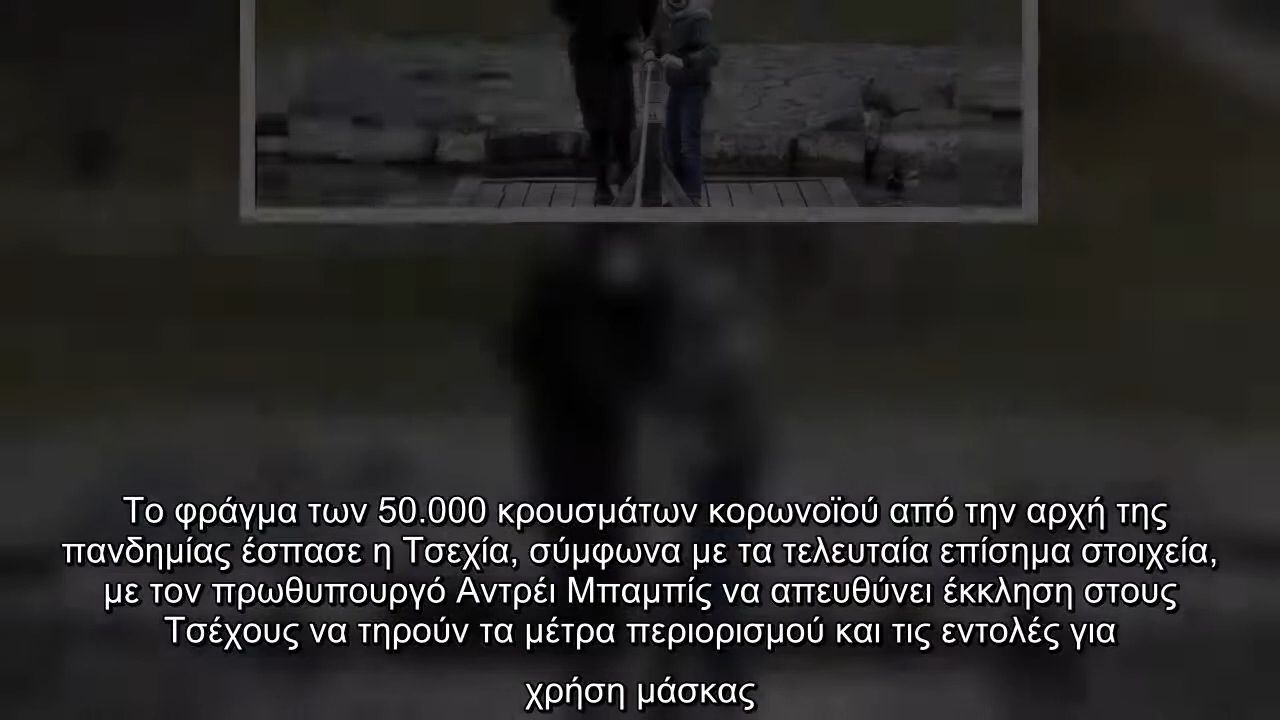 Το φράγμα των 50.000 κρουσμάτων κορωνοϊού από την αρχή της
πανδημίας έσπασε η Τσεχία, σύμφωνα με τα τελευταία επίσημα στοιχεία,
με τον πρωθυπουργό Αντρέι Μπαμπίς να απευθύνει έκκληση στους
Τσέχους να τηρούν τα μέτρα περιορισμού και τις εντολές για
χρήση μάσκας